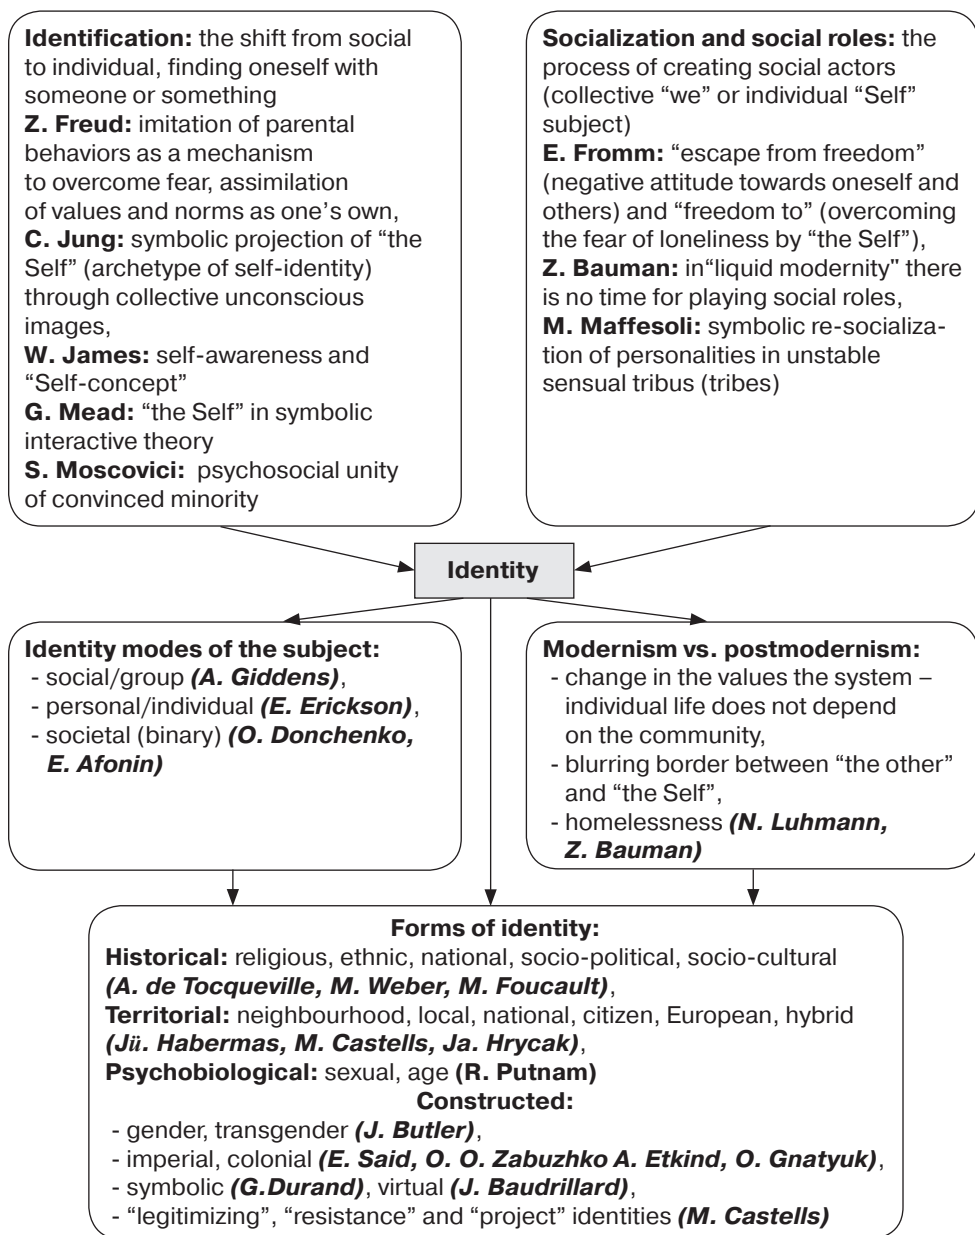 Identification: the shift from social
to individual, finding oneself with
someone or something
Z. Freud: imitation of parental
behaviors as a mechanism
to overcome fear, assimilation
of values and norms as one’s own,
C. Jung: symbolic projection of “the
Self” (archetype of self-identity)
through collective unconscious
images,
W. James: self-awareness and
“Self-concept”
G. Mead: “the Self” in symbolic
interactive theory
S. Moscovici: psychosocial unity
of convinced minority
Socialization and social roles: the
process of creating social actors
(collective “we” or individual “Self”
subject)
E. Fromm: “escape from freedom”
(negative attitude towards oneself and
others) and “freedom to” (overcoming
the fear of loneliness by “the Self”),
Z. Bauman: in“liquid modernity" there
is no time for playing social roles,
M. Maffesoli: symbolic re-socializa-
tion of personalities in unstable
sensual tribus (tribes)
Identity
Identity modes of the subject:
- social/group (A. Giddens),
- personal/individual (E. Erickson),
- societal (binary) (O. Donchenko,
E. Afonin)
Modernism vs. postmodernism:
- change in the values the system –
individual life does not depend
on the community,
- blurring border between “the other”
and “the Self”,
- homelessness (N. Luhmann,
Z. Bauman)
Forms of identity:
Historical: religious, ethnic, national, socio-political, socio-cultural
(A. de Tocqueville, M. Weber, M. Foucault),
Territorial: neighbourhood, local, national, citizen, European, hybrid
(Jü. Habermas, M. Castells, Ja. Hrycak),
Psychobiological: sexual, age (R. Putnam)
Constructed:
- gender, transgender (J. Butler),
- imperial, colonial (E. Said, O. O. Zabuzhko A. Etkind, O. Gnatyuk),
- symbolic (G.Durand), virtual (J. Baudrillard),
- “legitimizing”, “resistance” and “project” identities (M. Castells)